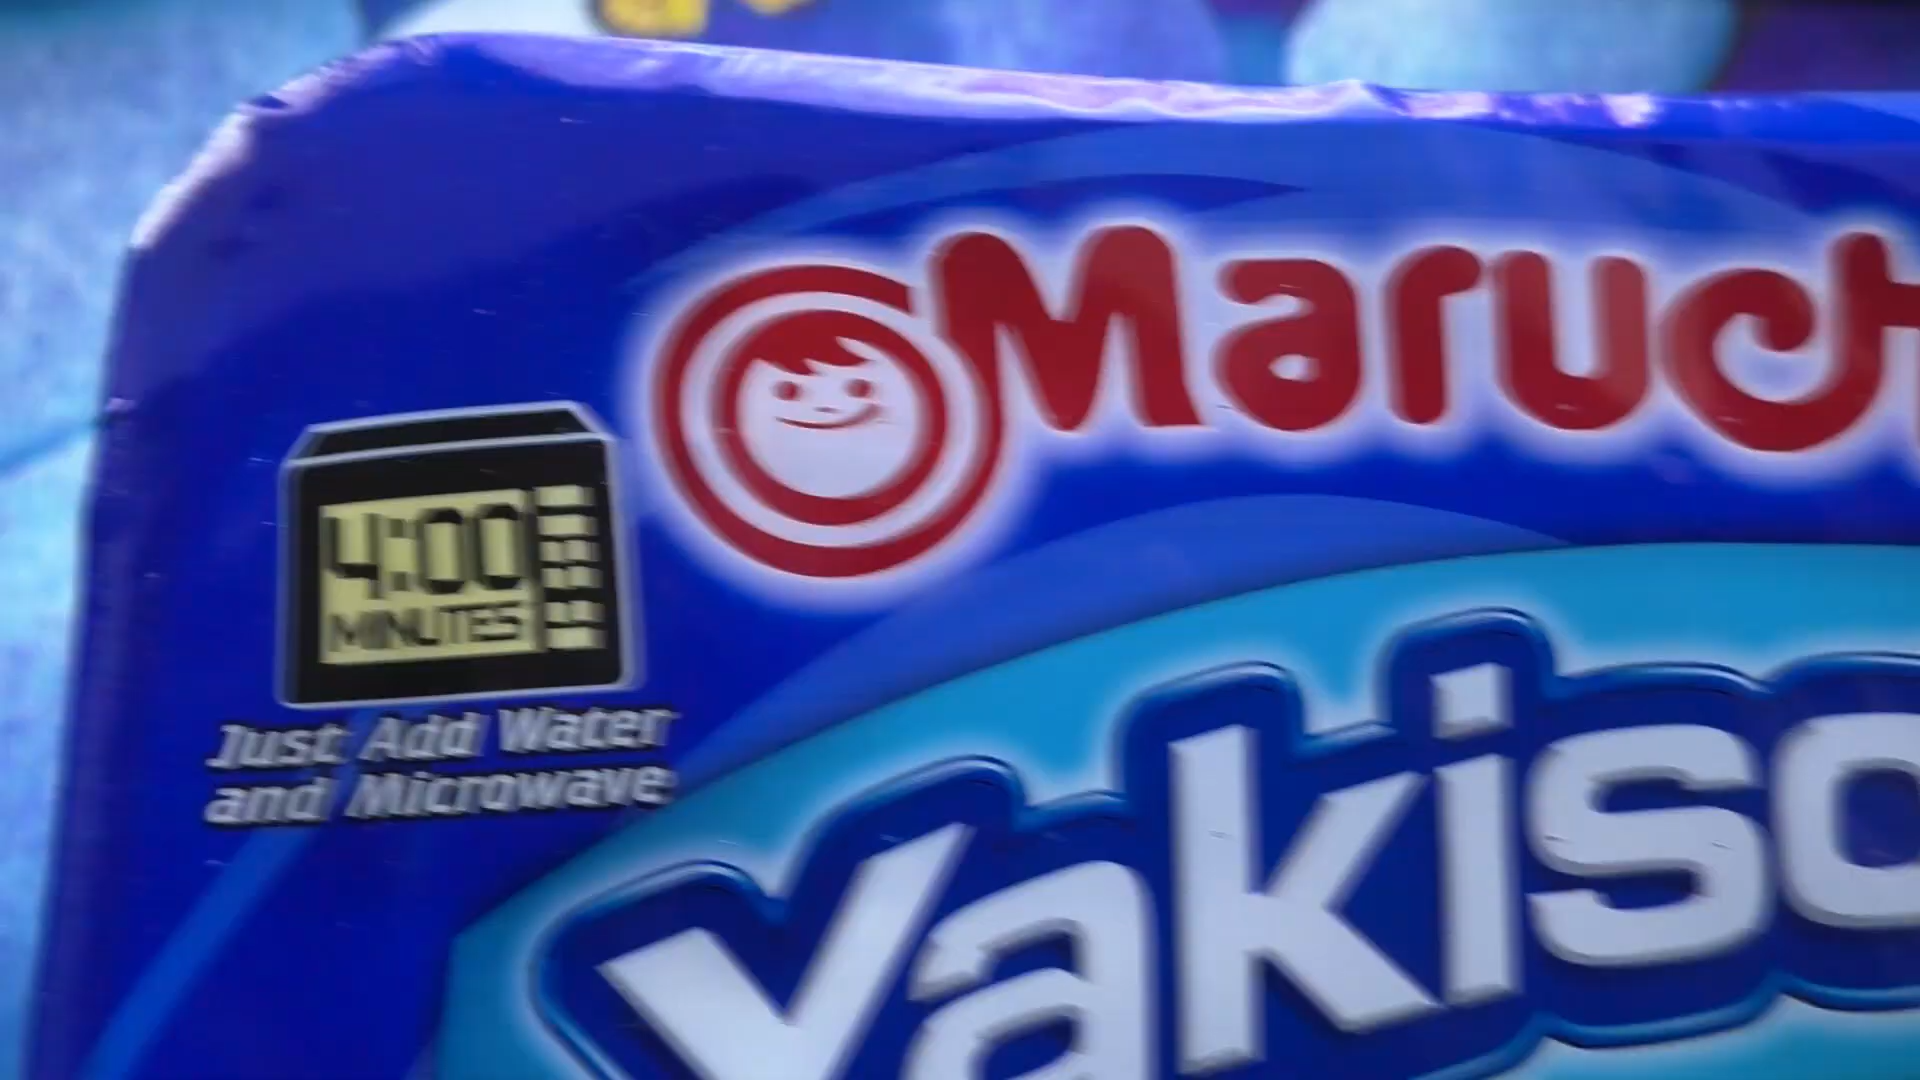 Maruch
4:00
MINUTES
Just Add Water
and Microwave
Yakiso